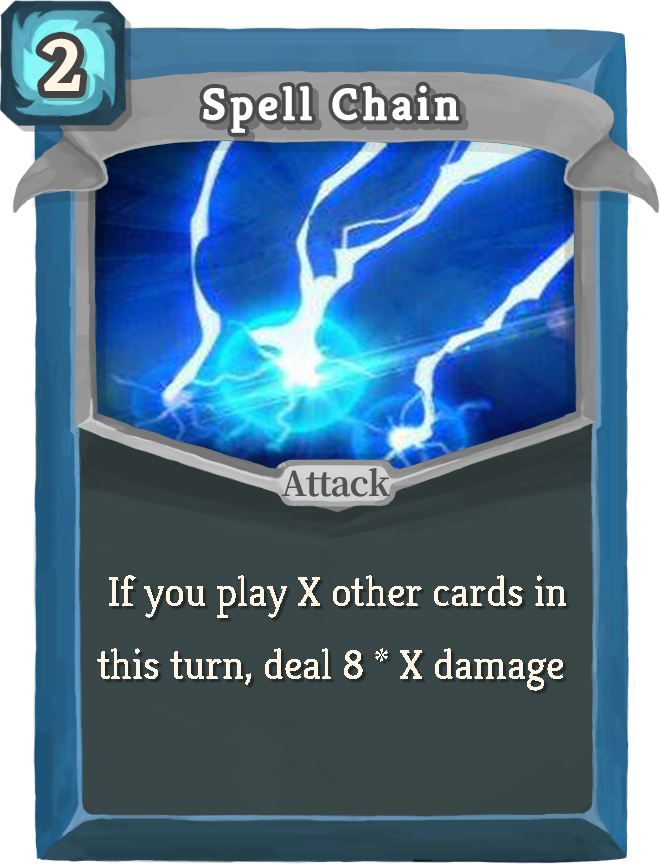 2
Spell Chain
Attack
If you play X other cards in
this turn, deal 8 * X damage